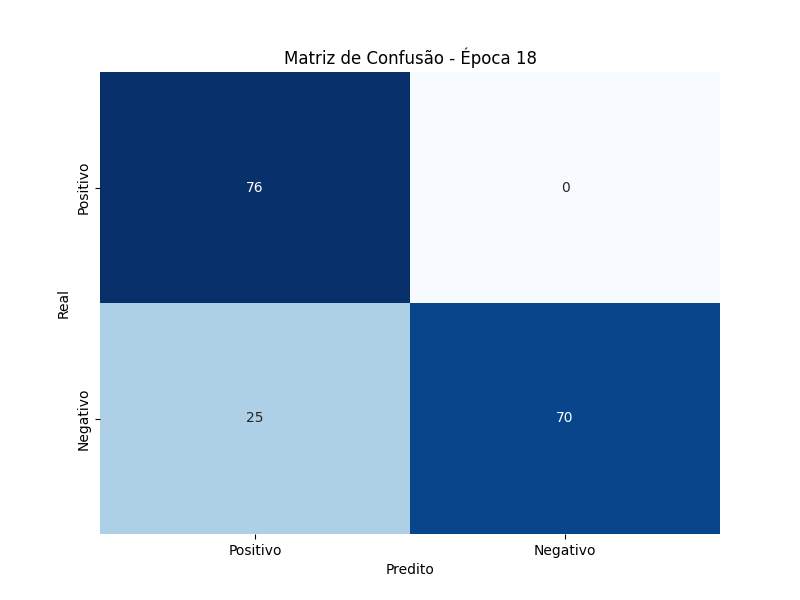 Matriz de Confusão - Época 18
Positivo
76
0
Real
Negativo
25
70
Positivo
Negativo
Predito